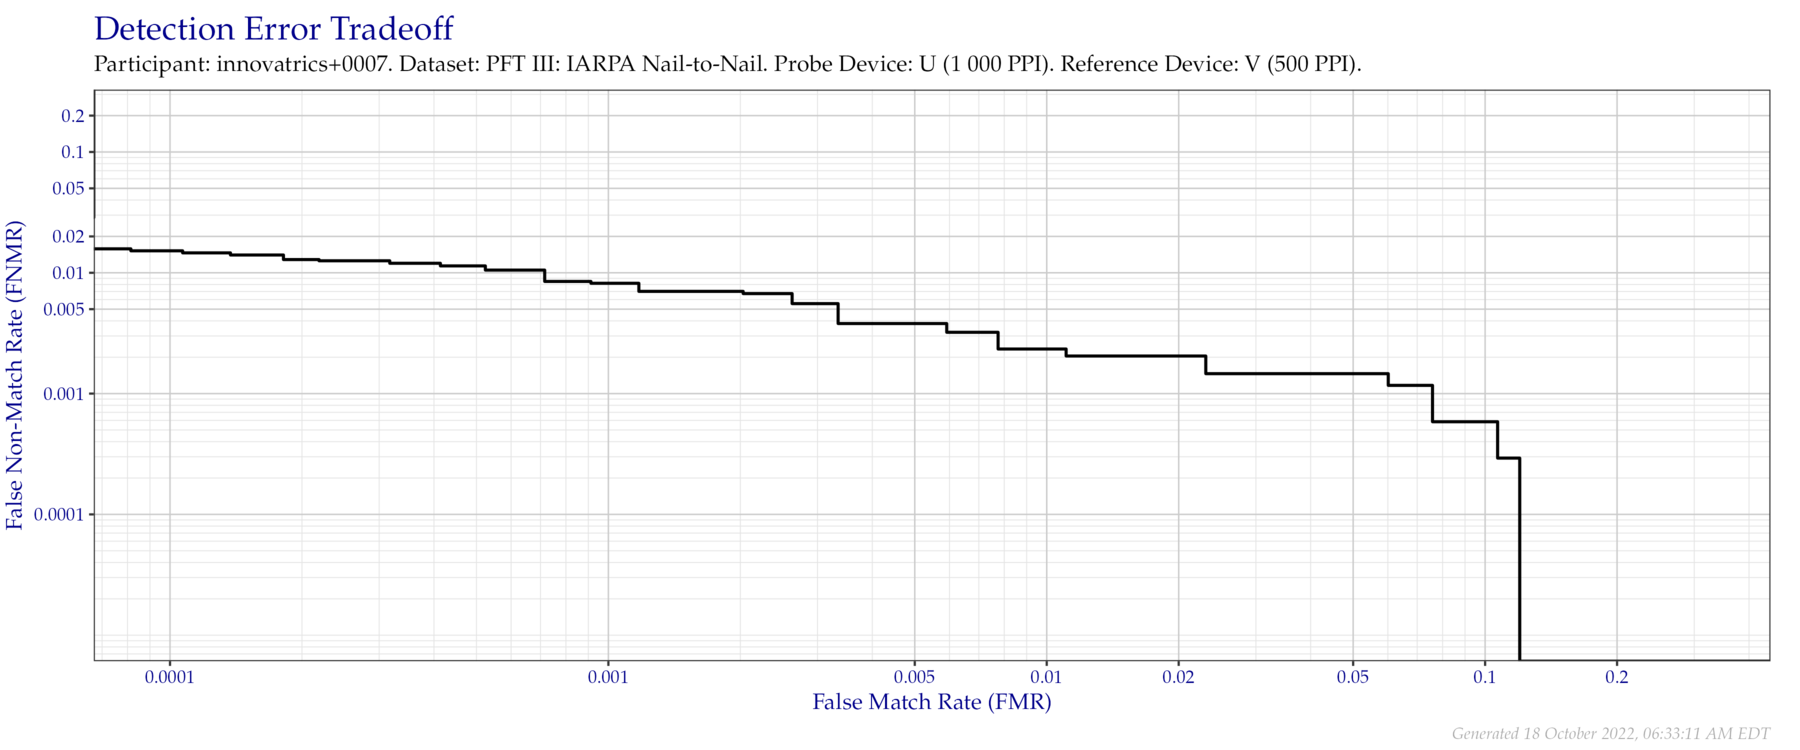 Detection Error Tradeoff
Participant: innovatrics+0007. Dataset: PFT III: IARPA Nail-to-Nail. Probe Device: U (1 000 PPI). Reference Device: V (500 PPI).
False Non-Match Rate (FNMR)
0.2
0.1
0.05
0.02
0.01
0.005
0.001
0.0001
0.0001 0.001 0.005 0.01 0.02 0.05 0.1 0.2
False Match Rate (FMR)
Generated 18 October 2022, 06:33:11 AM EDT